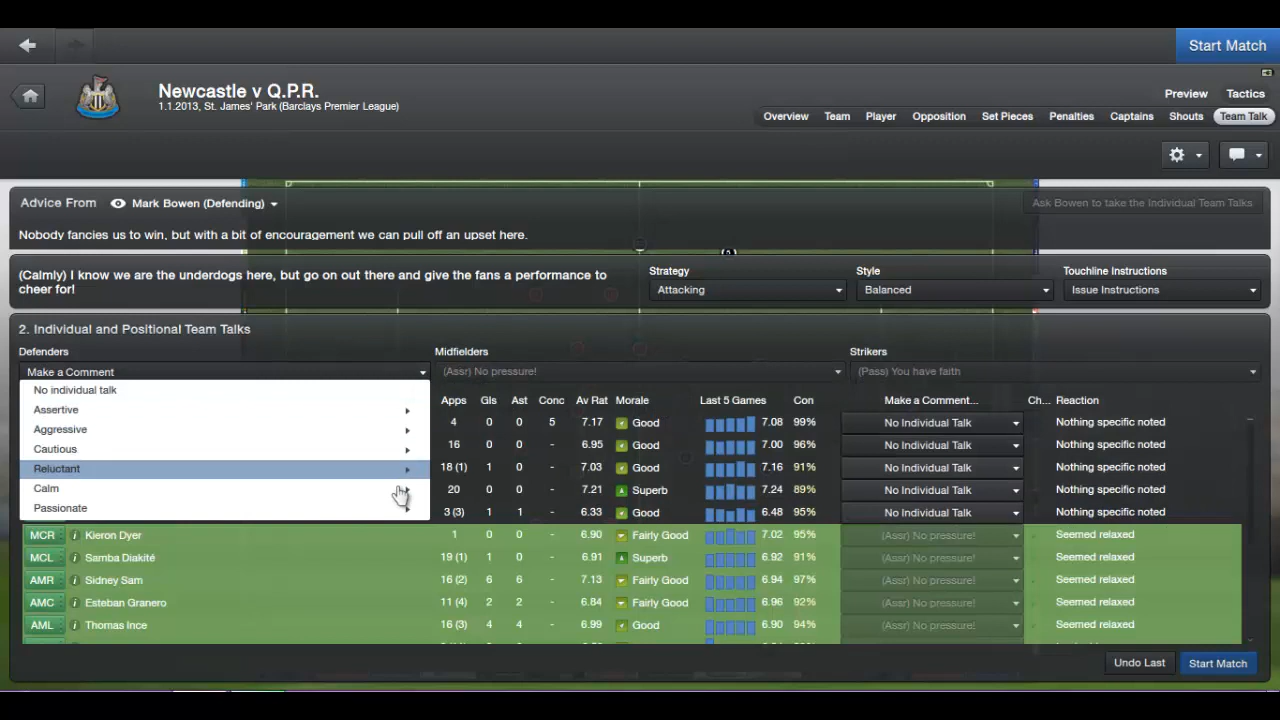 Start Match
Newcastle v Q.P.R.
1.1.2013, St. James' Park (Barclays Premier League)
Preview Tactics
Overview Team Player Opposition Set Pieces Penalties Captains Shouts Team Talk
Advice From Mark Bowen (Defending) Ask Bowen to take the Individual Team Talks
Nobody fancies us to win, but with a bit of encouragement we can pull off an upset here.
(Calmly) I know we are the underdogs here, but go on out there and give the fans a performance to
cheer for!
Strategy Style Touchline Instructions
Attacking Balanced Issue Instructions
2. Individual and Positional Team Talks
Defenders Midfielders Strikers
Make a Comment (Assr) No pressure! (Pass) You have faith
No individual talk
Assertive
Aggressive
Cautious
Reluctant
Calm
Passionate
Apps Gls Ast Conc Av Rat Morale Last 5 Games Con Make a Comment... Ch... Reaction
4 0 0 5 7.17 Good 7.08 99% No Individual Talk Nothing specific noted
16 0 0 - 6.95 Good 7.00 96% No Individual Talk Nothing specific noted
18 (1) 1 0 - 7.03 Good 7.16 91% No Individual Talk Nothing specific noted
20 0 0 - 7.21 Superb 7.24 89% No Individual Talk Nothing specific noted
3 (3) 1 1 - 6.33 Good 6.48 95% No Individual Talk Nothing specific noted
MCR i Kieron Dyer 1 0 0 - 6.90 Fairly Good 7.02 95% (Assr) No pressure! Seemed relaxed
MCL i Samba Diakité 19 (1) 1 0 - 6.91 Superb 6.92 91% (Assr) No pressure! Seemed relaxed
AMR i Sidney Sam 16 (2) 6 6 - 7.13 Fairly Good 6.94 97% (Assr) No pressure! Seemed relaxed
AMC i Esteban Granero 11 (4) 2 2 - 6.84 Fairly Good 6.96 92% (Assr) No pressure! Seemed relaxed
AML i Thomas Ince 16 (3) 4 4 - 6.99 Good 6.90 94% (Assr) No pressure! Seemed relaxed
Undo Last Start Match